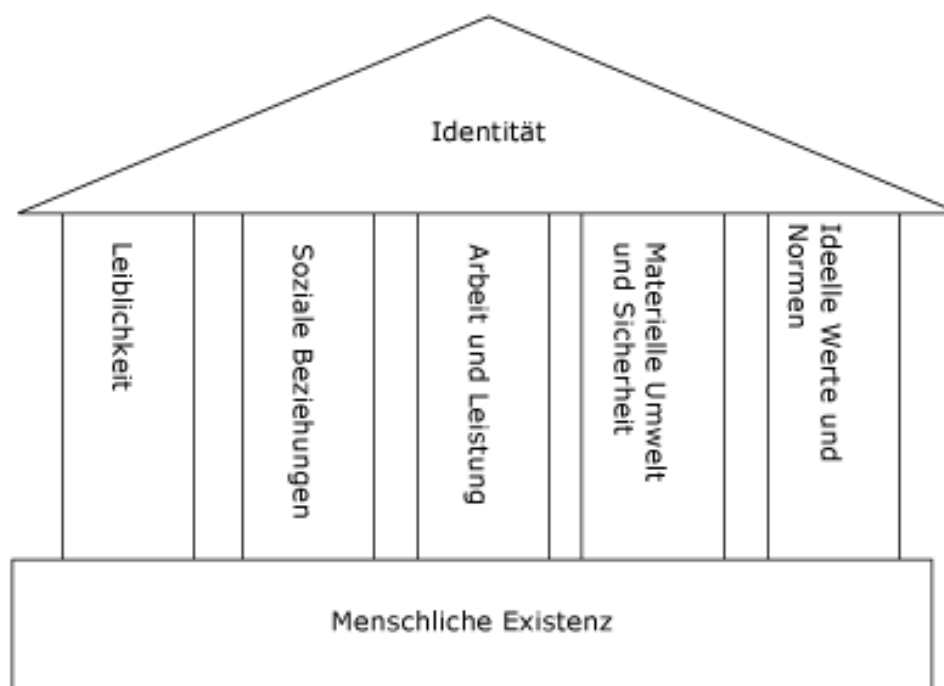 Identität
Leiblichkeit
Soziale Beziehungen
Arbeit und Leistung
Materielle Umwelt
und Sicherheit
Ideelle Werte und
Normen
Menschliche Existenz